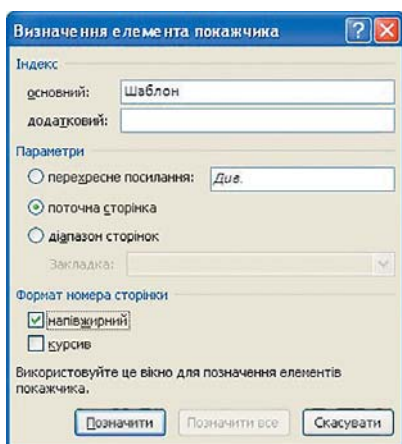 Визначення елемента покажчика
Індекс
основний: Шаблон
додатковий:
Параметри
перехресне посилання: Див.
поточна сторінка
діапазон сторінок
Закладка:
Формат номера сторінки
напівжирний
курсив
Використовуйте це вікно для позначення елементів
покажчика.
Позначити Позначити все Скасувати